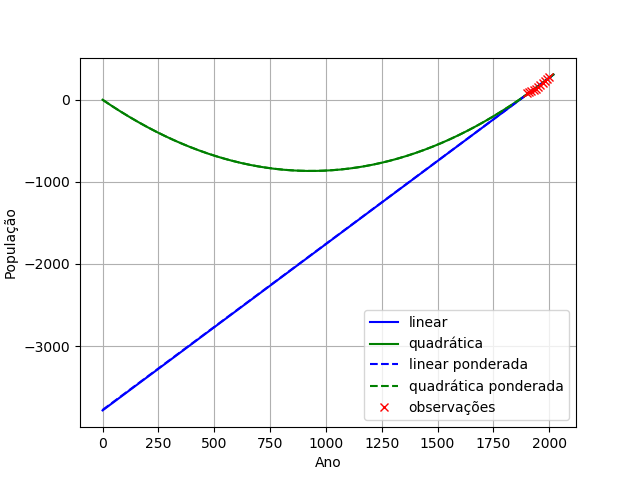 0
−1000
−2000
−3000
População
0
250
500
750
1000
1250
1500
1750
2000
Ano
linear
quadrática
linear ponderada
quadrática ponderada
observações